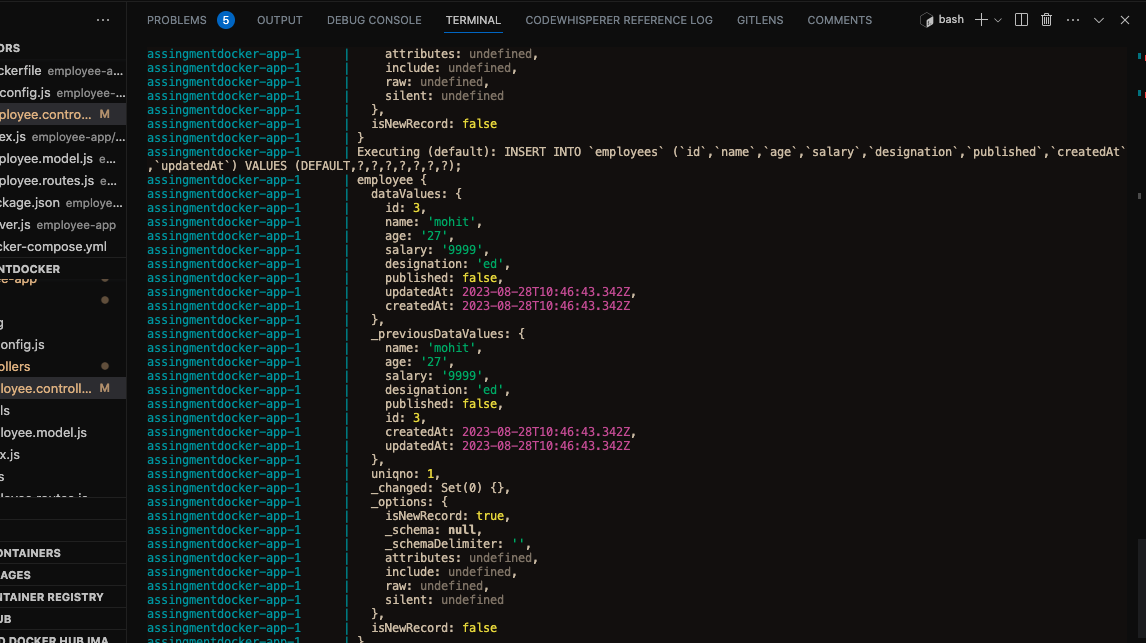 PROBLEMS 5 OUTPUT DEBUG CONSOLE TERMINAL CODEWHISPERER REFERENCE LOG GITLENS COMMENTS bash
ORS
ckerfile employee-a...
config.js employee-...
ployee.contro... M
ex.js employee-app/...
ployee.model.js e...
ployee.routes.js e...
ckage.json employe...
ver.js employee-app
cker-compose.yml
NTDOCKER
ee-app
g
onfig.js
ollers
loyee.controll... M
ls
loyee.model.js
x.js
s
loyee.routes.js
ONTAINERS
AGES
NTAINER REGISTRY
UB
O DOCKER HUB IMA
assingmentdocker-app-1 | attributes: undefined,
assingmentdocker-app-1 | include: undefined,
assingmentdocker-app-1 | raw: undefined,
assingmentdocker-app-1 | silent: undefined
assingmentdocker-app-1 | },
assingmentdocker-app-1 | isNewRecord: false
assingmentdocker-app-1 | }
assingmentdocker-app-1 | Executing (default): INSERT INTO `employees` (`id`,`name`,`age`,`salary`,`designation`,`published`,`createdAt`
,`updatedAt`) VALUES (DEFAULT,?,?,?,?,?,?,?);
assingmentdocker-app-1 | employee {
assingmentdocker-app-1 | dataValues: {
assingmentdocker-app-1 | id: 3,
assingmentdocker-app-1 | name: 'mohit',
assingmentdocker-app-1 | age: '27',
assingmentdocker-app-1 | salary: '9999',
assingmentdocker-app-1 | designation: 'ed',
assingmentdocker-app-1 | published: false,
assingmentdocker-app-1 | updatedAt: 2023-08-28T10:46:43.342Z,
assingmentdocker-app-1 | createdAt: 2023-08-28T10:46:43.342Z
assingmentdocker-app-1 | },
assingmentdocker-app-1 | _previousDataValues: {
assingmentdocker-app-1 | name: 'mohit',
assingmentdocker-app-1 | age: '27',
assingmentdocker-app-1 | salary: '9999',
assingmentdocker-app-1 | designation: 'ed',
assingmentdocker-app-1 | published: false,
assingmentdocker-app-1 | id: 3,
assingmentdocker-app-1 | createdAt: 2023-08-28T10:46:43.342Z,
assingmentdocker-app-1 | updatedAt: 2023-08-28T10:46:43.342Z
assingmentdocker-app-1 | },
assingmentdocker-app-1 | uniqno: 1,
assingmentdocker-app-1 | _changed: Set(0) {},
assingmentdocker-app-1 | _options: {
assingmentdocker-app-1 | isNewRecord: true,
assingmentdocker-app-1 | _schema: null,
assingmentdocker-app-1 | _schemaDelimiter: '',
assingmentdocker-app-1 | attributes: undefined,
assingmentdocker-app-1 | include: undefined,
assingmentdocker-app-1 | raw: undefined,
assingmentdocker-app-1 | silent: undefined
assingmentdocker-app-1 | },
assingmentdocker-app-1 | isNewRecord: false
assingmentdocker-app-1 | }